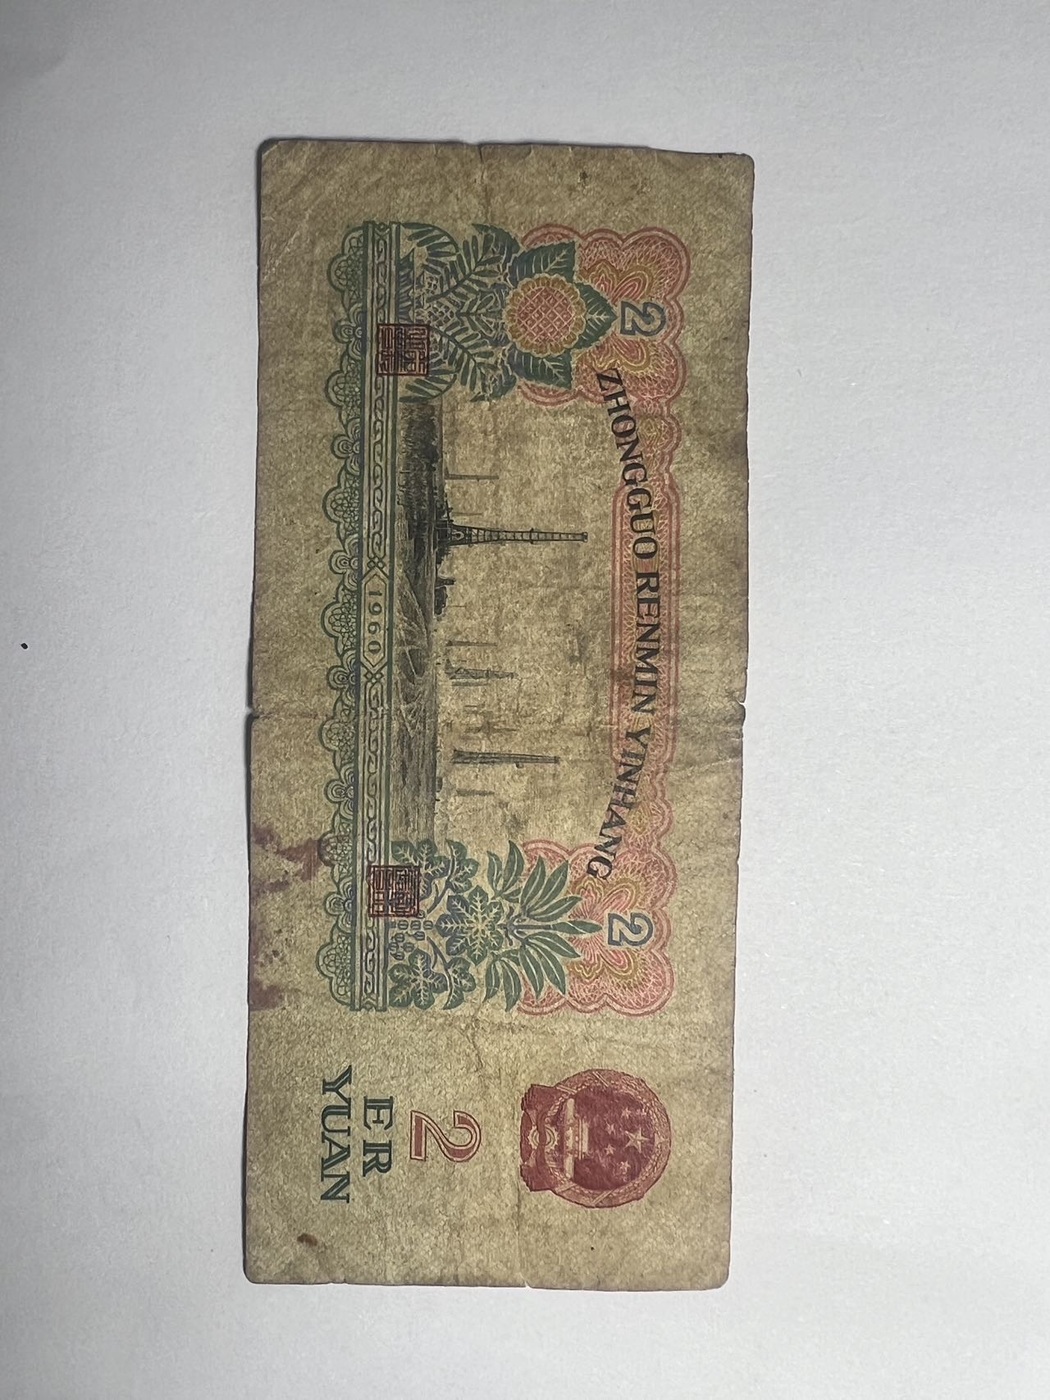 ZHONGGUO RENMIN YINHANG
2
2
1960
2
ER
YUAN